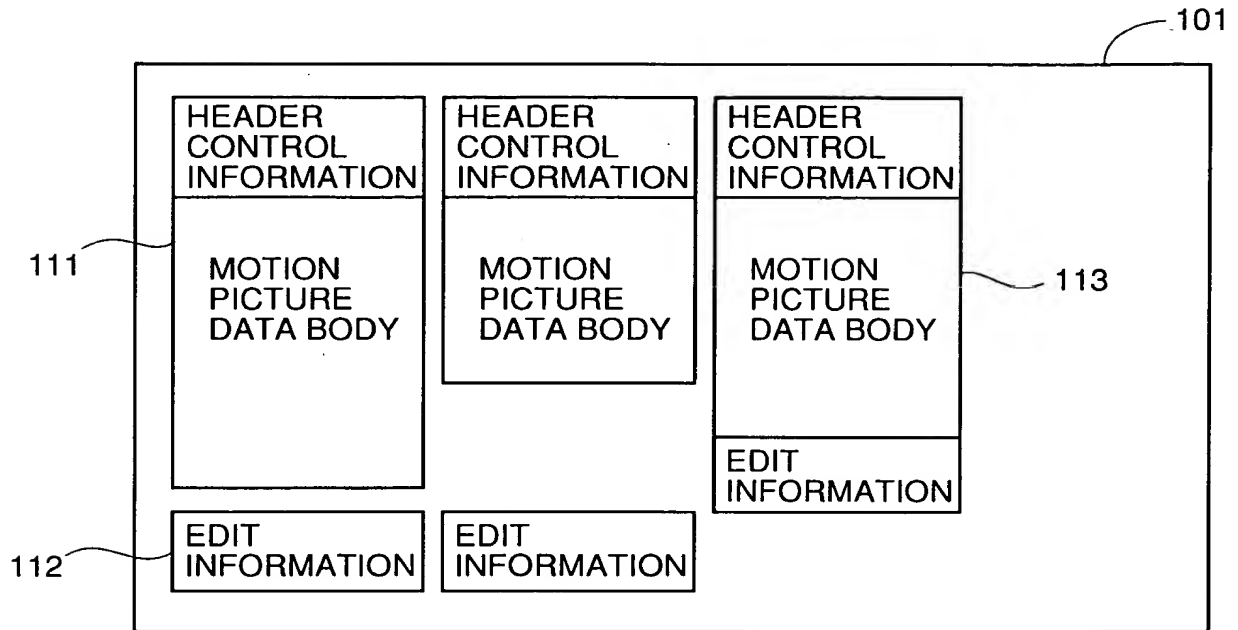 101
HEADER
CONTROL
INFORMATION
MOTION
PICTURE
DATA BODY
111
EDIT
INFORMATION
112
HEADER
CONTROL
INFORMATION
MOTION
PICTURE
DATA BODY
EDIT
INFORMATION
HEADER
CONTROL
INFORMATION
MOTION
PICTURE
DATA BODY
113
EDIT
INFORMATION